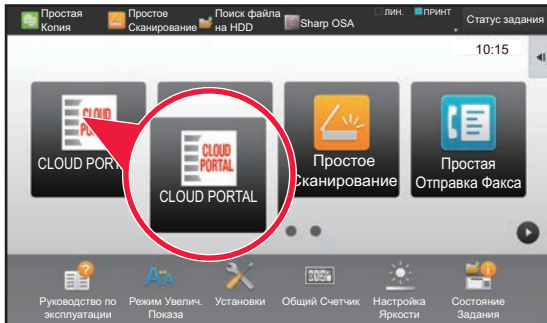 Простая
Копия
Простое
Сканирование
Поиск файла
на HDD
Sharp OSA
ЛИН.
ПРИНТ
Статус задания
10:15
CLOUD
CLOUD PORT
CLOUD
PORTAL
CLOUD PORTAL
Простое
Сканирование
Простая
Отправка Факса
Руководство по
эксплуатации
Режим Увелич.
Показа
Установки
Общий Счетчик
Настройка
Яркости
Состояние
Задания